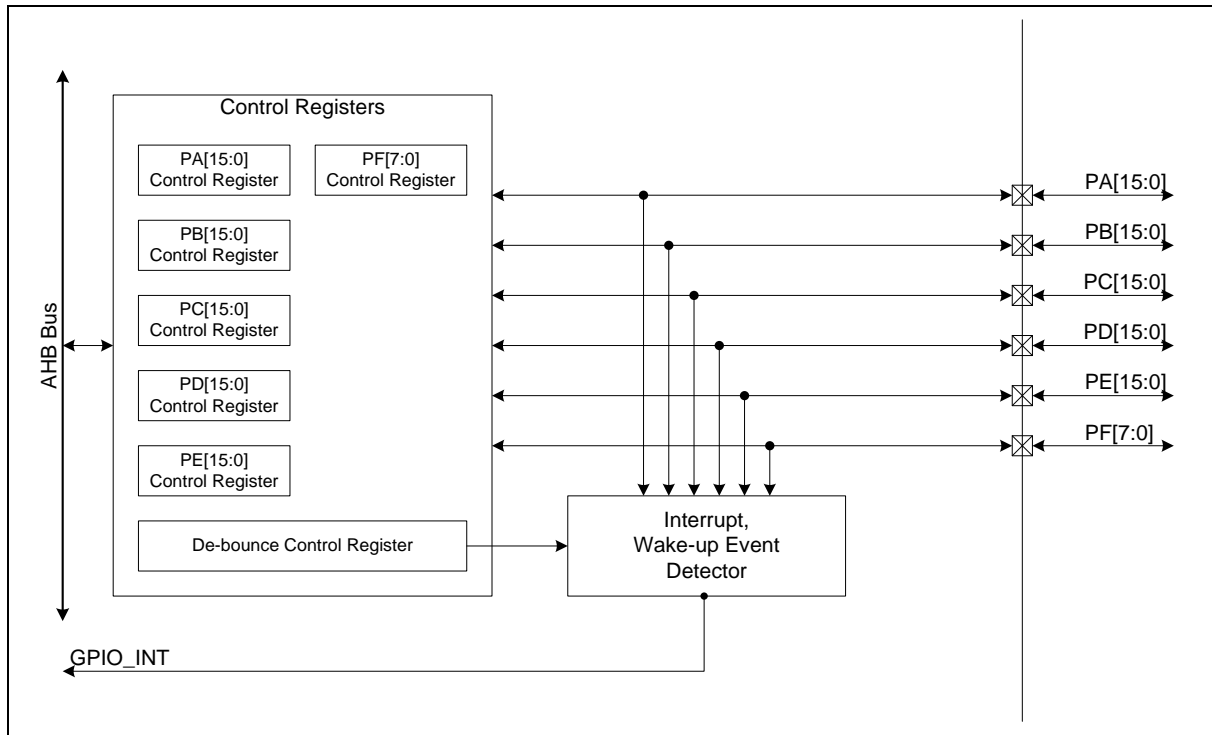 Control Registers
PA[15:0]
Control Register
PF[7:0]
Control Register
PB[15:0]
Control Register
PC[15:0]
Control Register
PD[15:0]
Control Register
PE[15:0]
Control Register
De-bounce Control Register
Interrupt,
Wake-up Event
Detector
AHB Bus
GPIO_INT
PA[15:0]
PB[15:0]
PC[15:0]
PD[15:0]
PE[15:0]
PF[7:0]